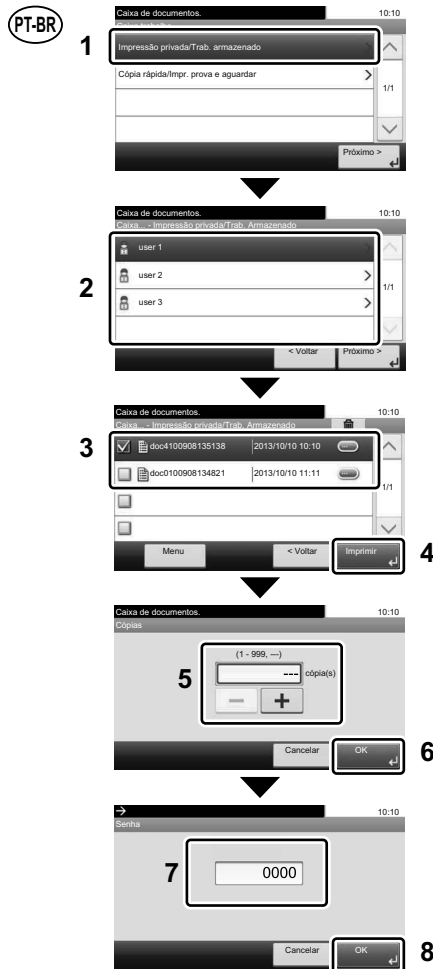 PT-BR
Caixa de documentos. 10:10
Caixa trabalho
1
Impressão privada/Trab. armazenado >
Cópia rápida/Impr. prova e aguardar >
1/1
Próximo >
Caixa de documentos. 10:10
Caixa... - Impressão privada/Trab. Armazenado
2
user 1 >
user 2 >
user 3 >
1/1
< Voltar Próximo >
Caixa de documentos. 10:10
Caixa... - Impressão privada/Trab. Armazenado
3
doc4100908135138 2013/10/10 10:10
doc0100908134821 2013/10/10 11:11
1/1
Menu < Voltar Imprimir
4
Caixa de documentos. 10:10
Cópias
5
(1 - 999, ---)
--- cópia(s)
Cancelar OK
6
10:10
Senha
7
0000
Cancelar OK
8